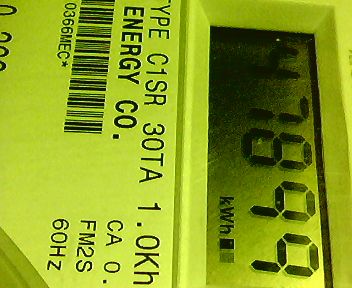 47899
kWh
TYPE C1SR 30TA 1.0Kh
ENERGY CO.
CA 0.
FM2S
0366MEC*
60Hz